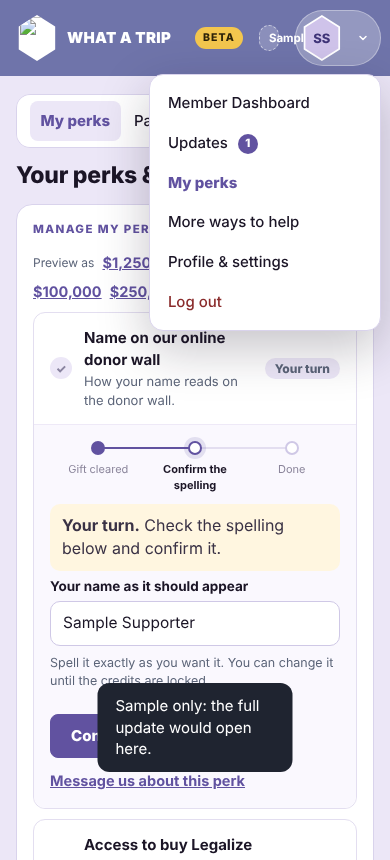 WHAT A TRIP
BETA
Sampl
SS
Member Dashboard
Updates 1
My perks
More ways to help
Profile & settings
Log out
My perks
Pa
Your perks &
MANAGE MY PER
Preview as $1,250
$100,000 $250,
Name on our online
donor wall
How your name reads on
the donor wall.
Your turn
Gift cleared
Confirm the
spelling
Done
Your turn. Check the spelling
below and confirm it.
Your name as it should appear
Sample Supporter
Spell it exactly as you want it. You can change it
until the credits are locked.
Con
Sample only: the full
update would open
here.
Message us about this perk
Access to buy Legalize